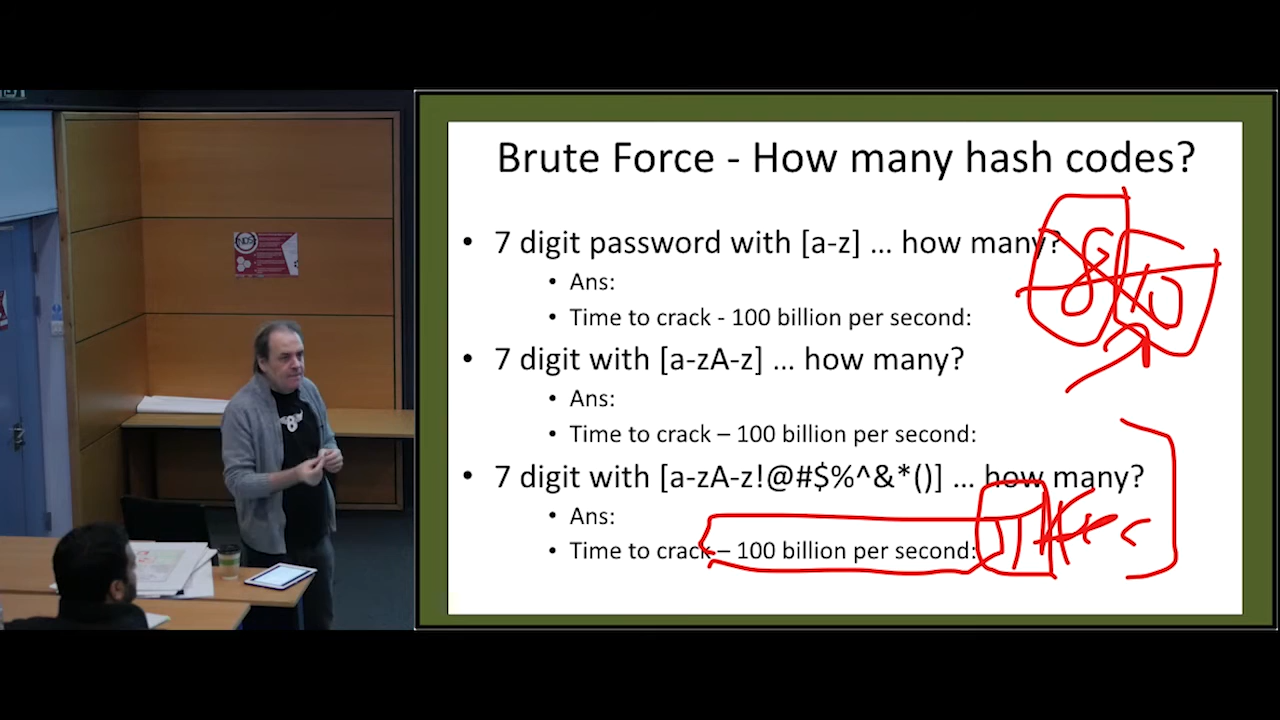 Brute Force - How many hash codes?
• 7 digit password with [a-z] ... how many?
• Ans:
• Time to crack - 100 billion per second:
• 7 digit with [a-zA-z] ... how many?
• Ans:
• Time to crack – 100 billion per second:
• 7 digit with [a-zA-z!@#$%^&*()] ... how many?
• Ans:
• Time to crack – 100 billion per second:
8
10